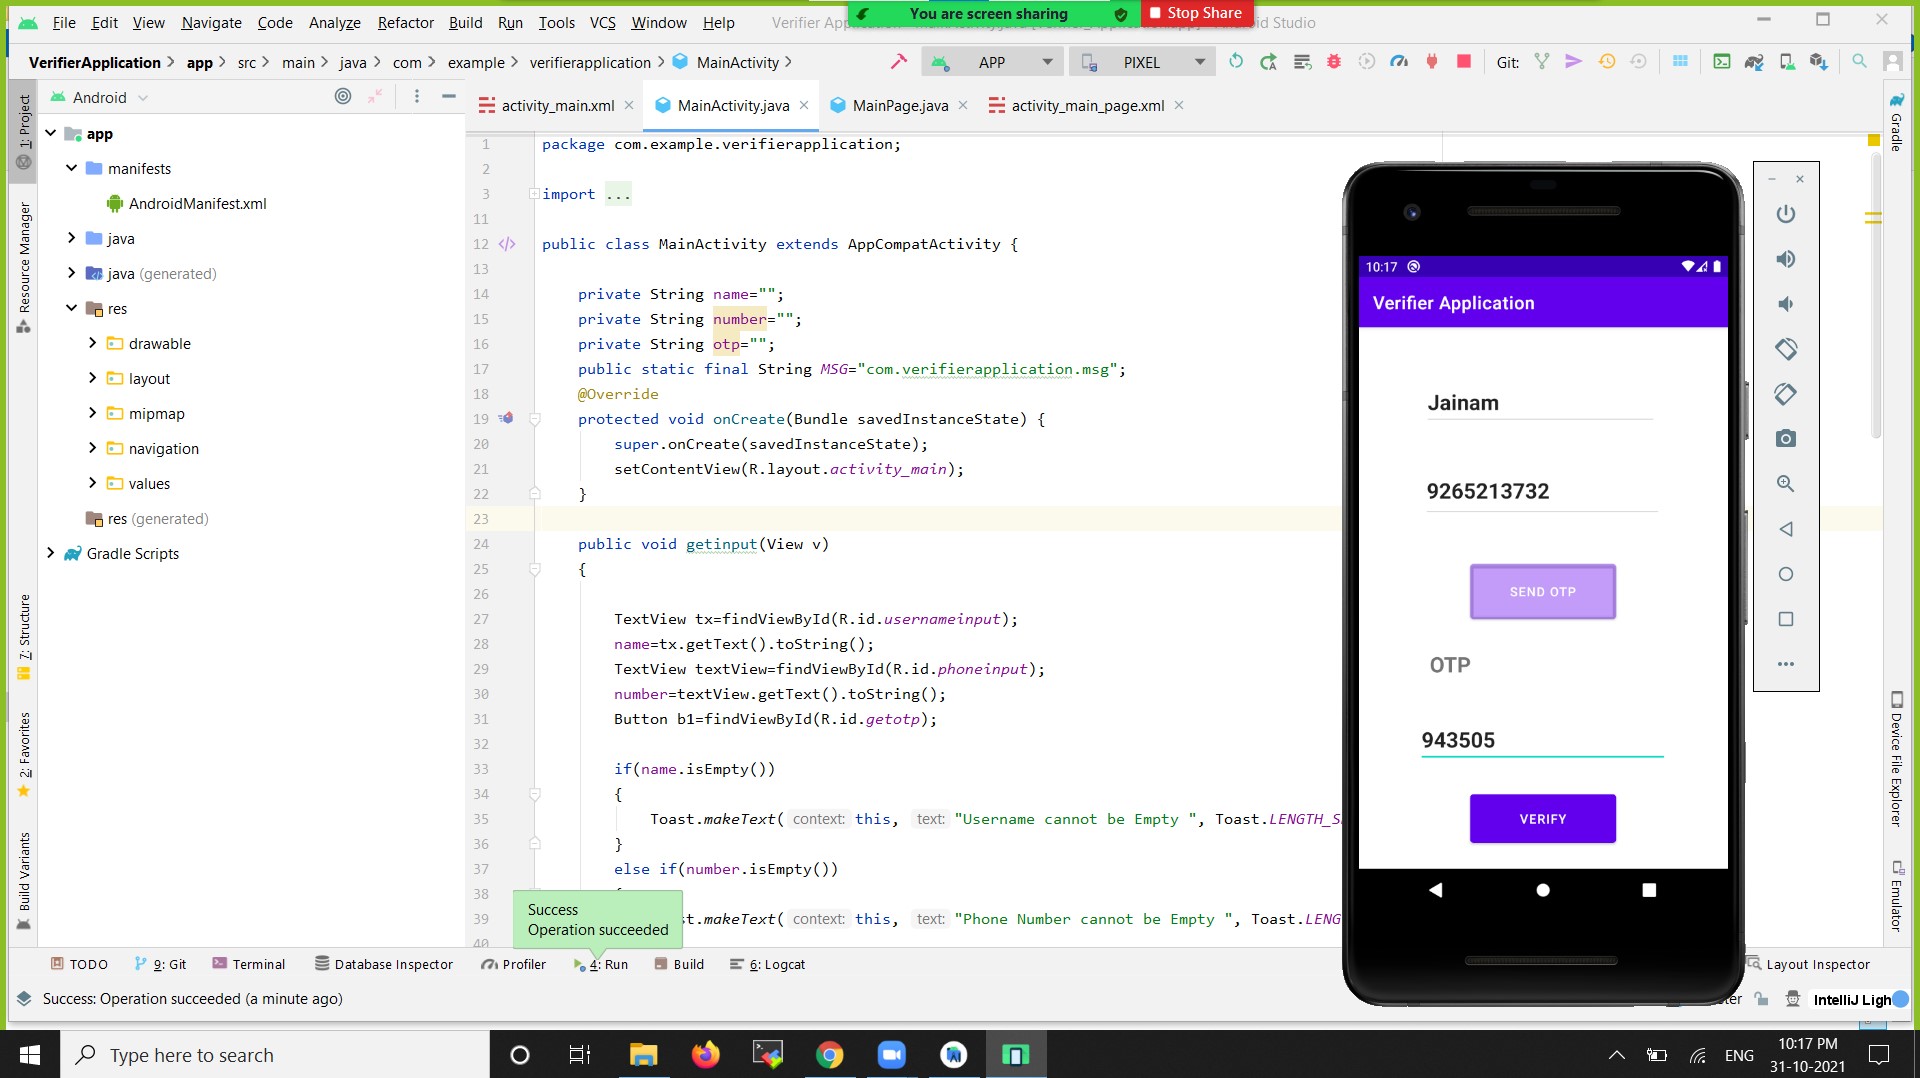 You are screen sharing
Stop Share
File Edit View Navigate Code Analyze Refactor Build Run Tools VCS Window Help
VerifierApplication app src main java com example verifierapplication MainActivity
APP
PIXEL
Git:
1: Project
Android
activity_main.xml
MainActivity.java
MainPage.java
activity_main_page.xml
Gradle
app
manifests
AndroidManifest.xml
java
java (generated)
res
drawable
layout
mipmap
navigation
values
res (generated)
Gradle Scripts
Resource Manager
7: Structure
2: Favorites
Build Variants
1 package com.example.verifierapplication;
2
3 import ...
11
12 public class MainActivity extends AppCompatActivity {
13
14 private String name="";
15 private String number="";
16 private String otp="";
17 public static final String MSG="com.verifierapplication.msg";
18 @Override
19 protected void onCreate(Bundle savedInstanceState) {
20 super.onCreate(savedInstanceState);
21 setContentView(R.layout.activity_main);
22 }
23
24 public void getinput(View v)
25 {
26
27 TextView tx=findViewById(R.id.usernameinput);
28 name=tx.getText().toString();
29 TextView textView=findViewById(R.id.phoneinput);
30 number=textView.getText().toString();
31 Button b1=findViewById(R.id.getotp);
32
33 if(name.isEmpty())
34 {
35 Toast.makeText( context: this, text: "Username cannot be Empty ", Toast.LENGTH_S
36 }
37 else if(number.isEmpty())
38
39 st.makeText( context: this, text: "Phone Number cannot be Empty ", Toast.LENG
40
Success
Operation succeeded
10:17
Verifier Application
Jainam
9265213732
SEND OTP
OTP
943505
VERIFY
Device File Explorer
Emulator
TODO 9: Git Terminal Database Inspector Profiler 4: Run Build 6: Logcat
Layout Inspector
Success: Operation succeeded (a minute ago)
IntelliJ Ligh
Type here to search
ENG
10:17 PM
31-10-2021